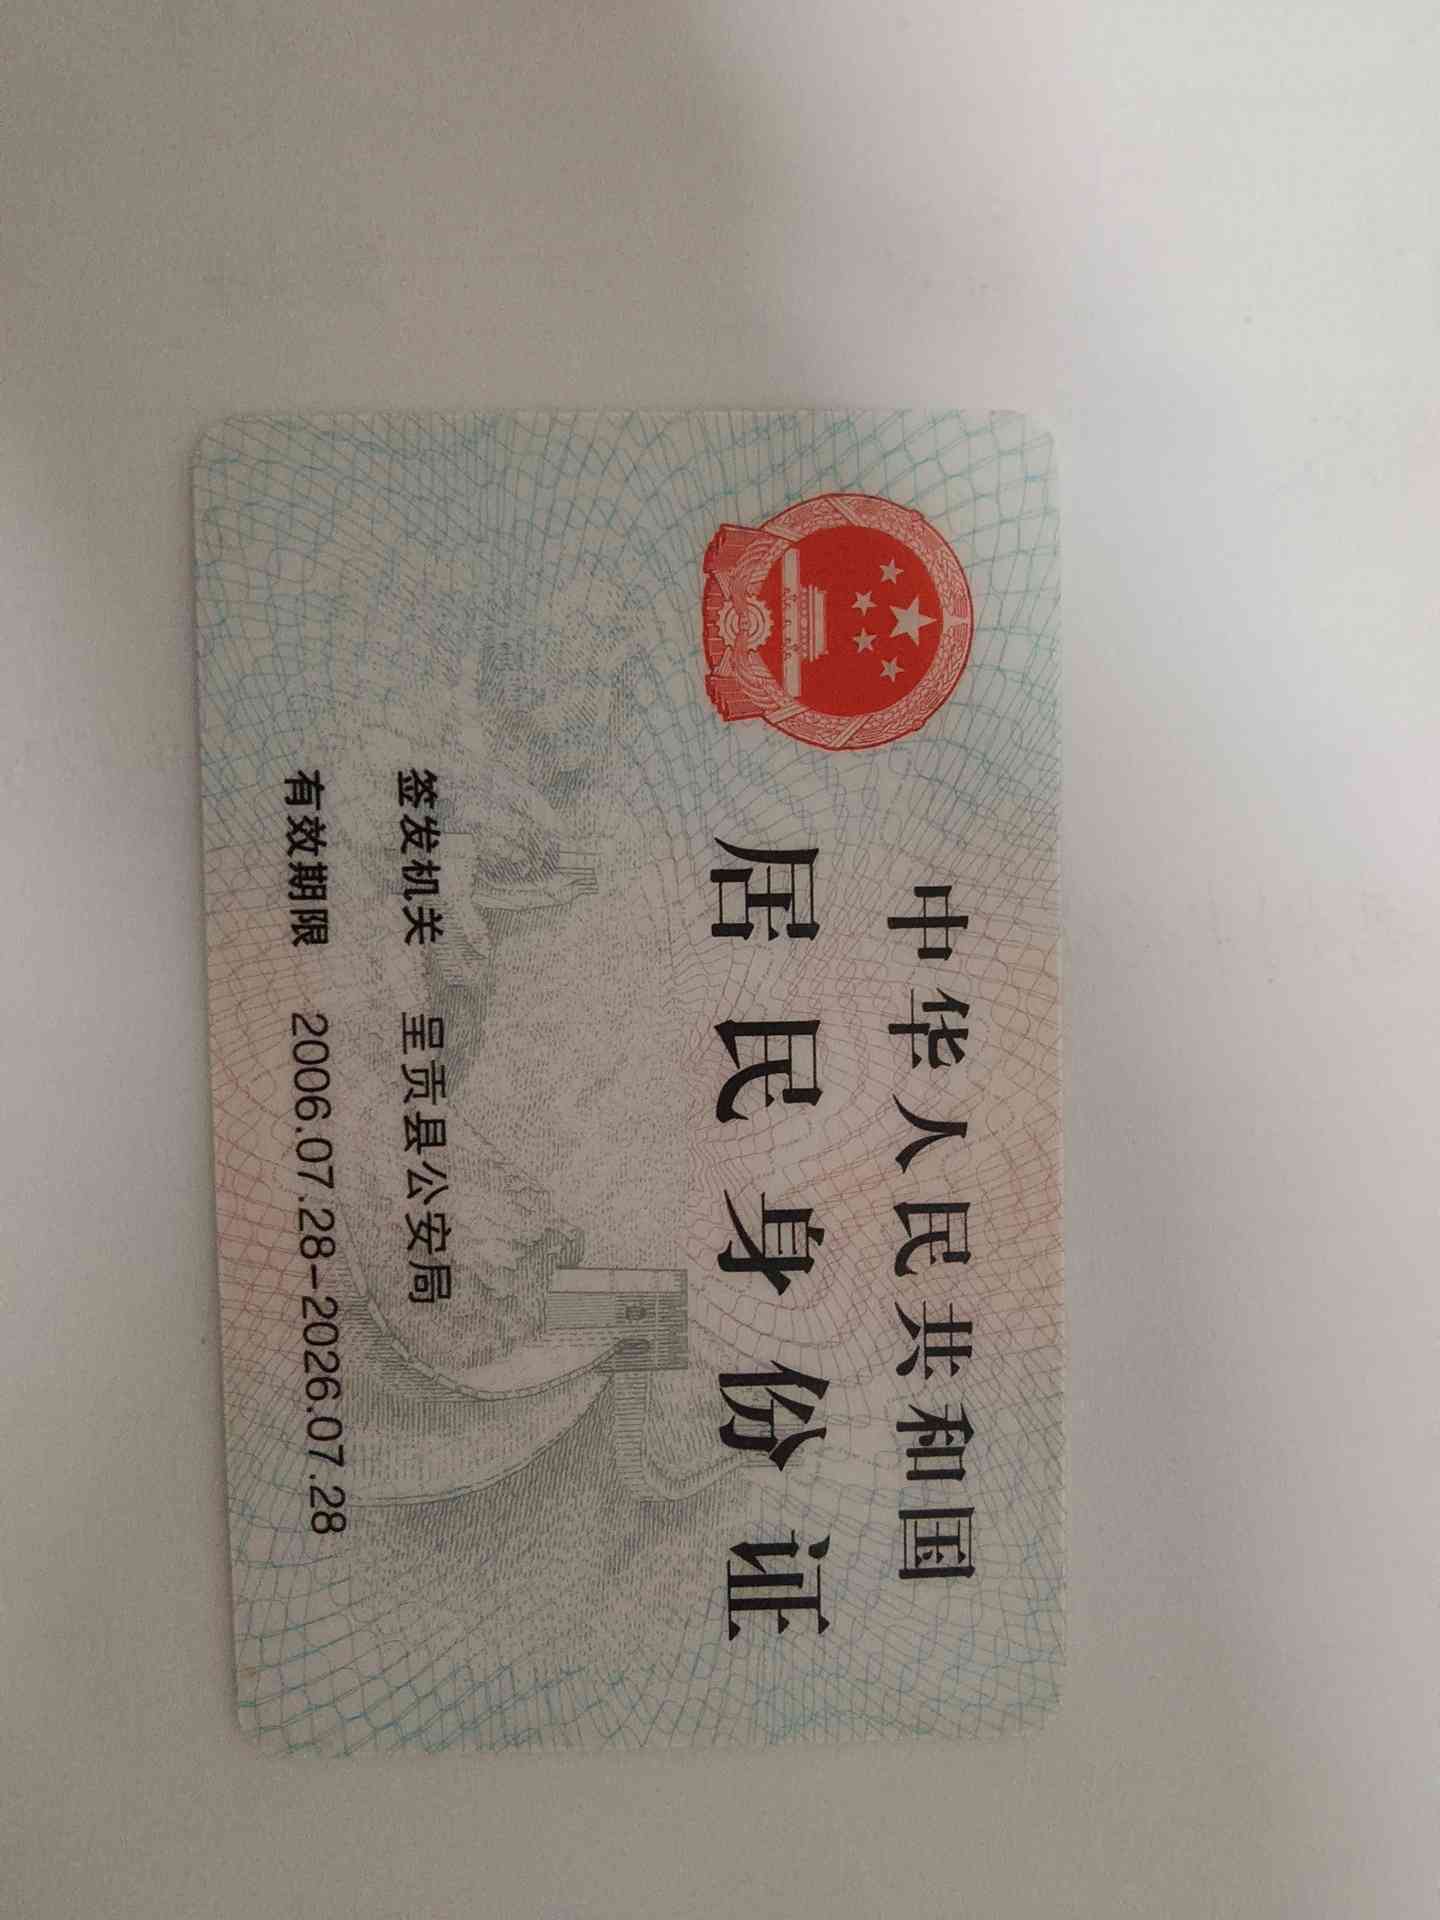 中华人民共和国
居民身份证
签发机关 呈贡县公安局
有效期限 2006.07.28-2026.07.28